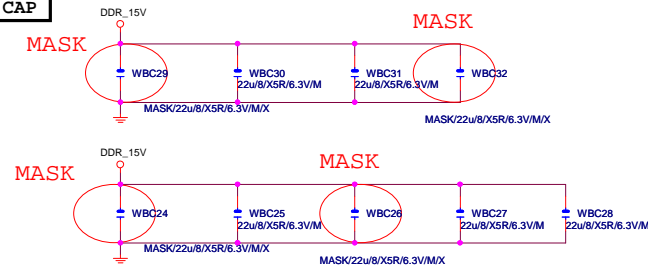 CAP
DDR_15V
MASK
MASK
WBC29
WBC30
22u/8/X5R/6.3V/M
WBC31
22u/8/X5R/6.3V/M
WBC32
MASK/22u/8/X5R/6.3V/M/X
MASK/22u/8/X5R/6.3V/M/X
DDR_15V
MASK
MASK
WBC24
WBC25
22u/8/X5R/6.3V/M
WBC26
WBC27
22u/8/X5R/6.3V/M
WBC28
22u/8/X5R/6.3V/M
MASK/22u/8/X5R/6.3V/M/X
MASK/22u/8/X5R/6.3V/M/X